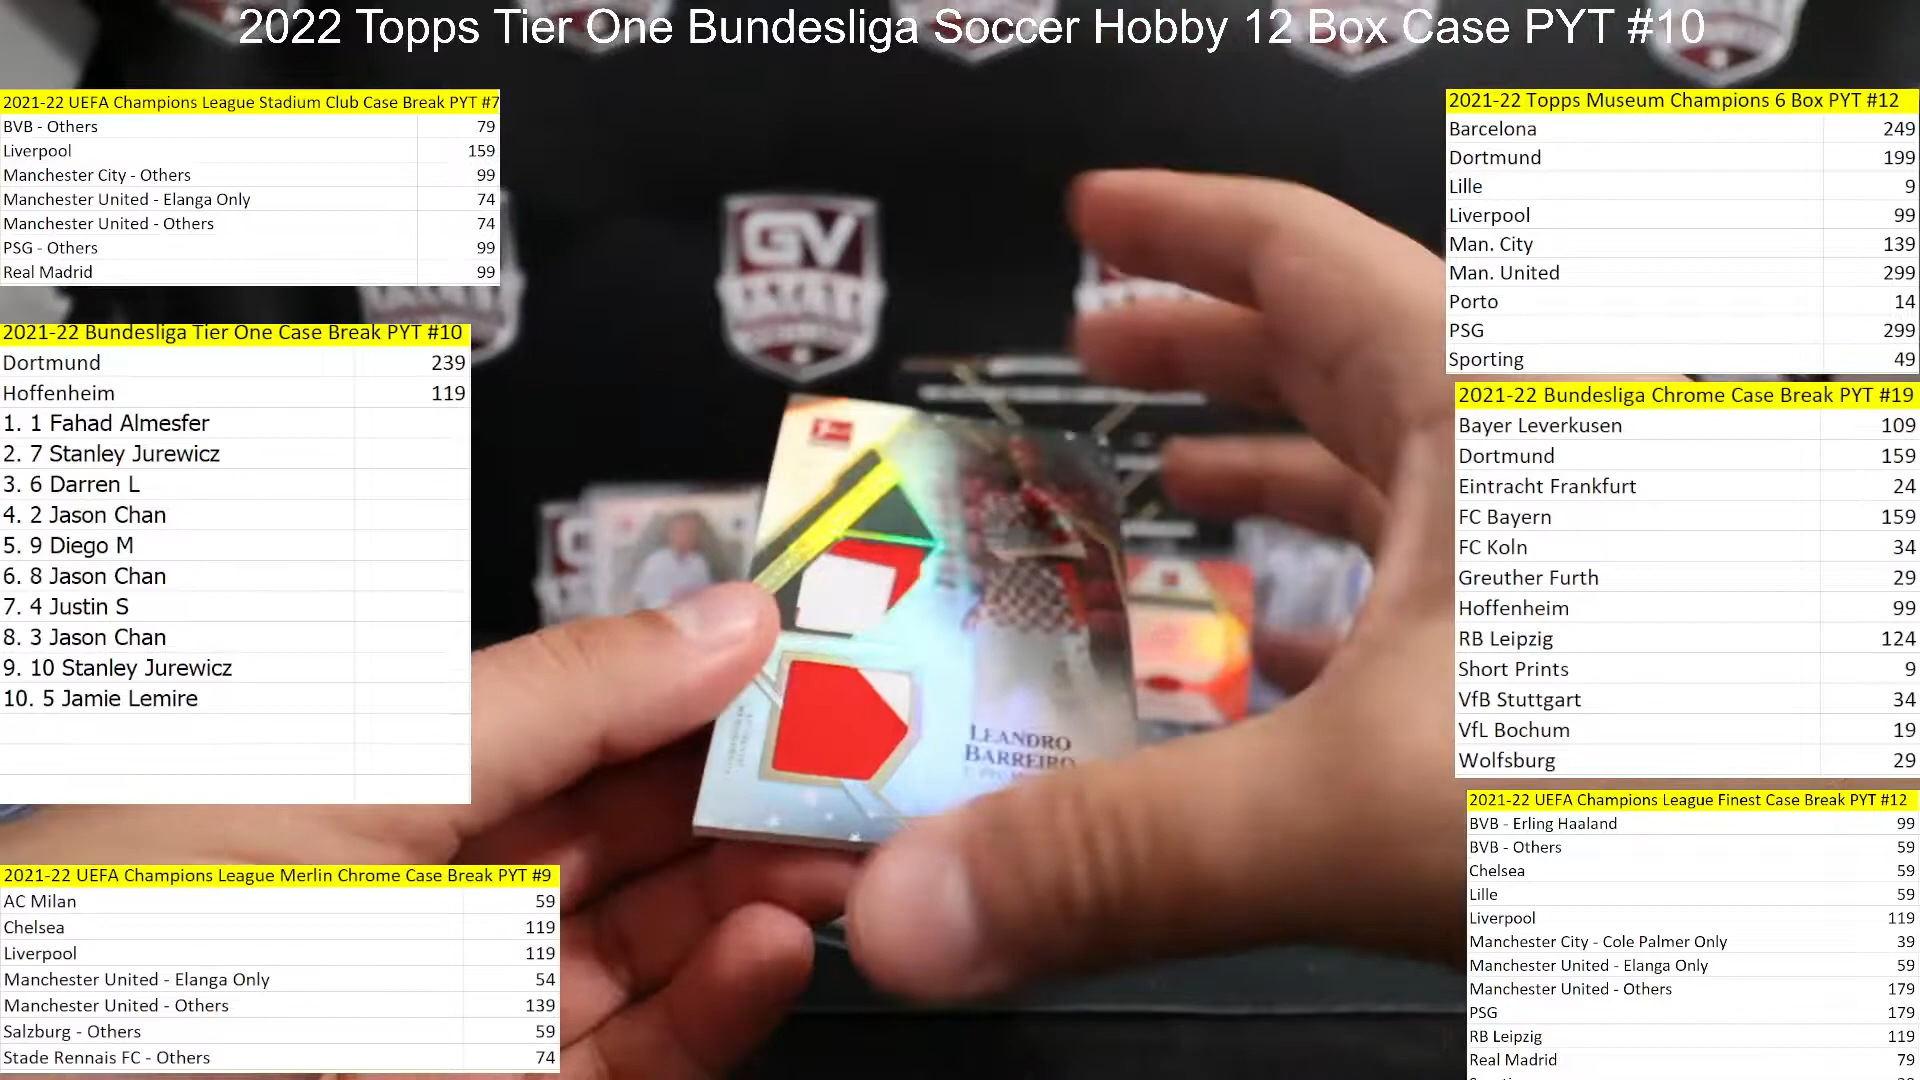 2022 Topps Tier One Bundesliga Soccer Hobby 12 Box Case PYT #10
2021-22 UEFA Champions League Stadium Club Case Break PYT #7
BVB - Others 79
Liverpool 159
Manchester City - Others 99
Manchester United - Elanga Only 74
Manchester United - Others 74
PSG - Others 99
Real Madrid 99
2021-22 Bundesliga Tier One Case Break PYT #10
Dortmund 239
Hoffenheim 119
1. 1 Fahad Almesfer
2. 7 Stanley Jurewicz
3. 6 Darren L
4. 2 Jason Chan
5. 9 Diego M
6. 8 Jason Chan
7. 4 Justin S
8. 3 Jason Chan
9. 10 Stanley Jurewicz
10. 5 Jamie Lemire
2021-22 UEFA Champions League Merlin Chrome Case Break PYT #9
AC Milan 59
Chelsea 119
Liverpool 119
Manchester United - Elanga Only 54
Manchester United - Others 139
Salzburg - Others 59
Stade Rennais FC - Others 74
GV
LEANDRO
BARREIRO
2021-22 Topps Museum Champions 6 Box PYT #12
Barcelona 249
Dortmund 199
Lille 9
Liverpool 99
Man. City 139
Man. United 299
Porto 14
PSG 299
Sporting 49
2021-22 Bundesliga Chrome Case Break PYT #19
Bayer Leverkusen 109
Dortmund 159
Eintracht Frankfurt 24
FC Bayern 159
FC Koln 34
Greuther Furth 29
Hoffenheim 99
RB Leipzig 124
Short Prints 9
VfB Stuttgart 34
VfL Bochum 19
Wolfsburg 29
2021-22 UEFA Champions League Finest Case Break PYT #12
BVB - Erling Haaland 99
BVB - Others 59
Chelsea 59
Lille 59
Liverpool 119
Manchester City - Cole Palmer Only 39
Manchester United - Elanga Only 59
Manchester United - Others 179
PSG 179
RB Leipzig 119
Real Madrid 79